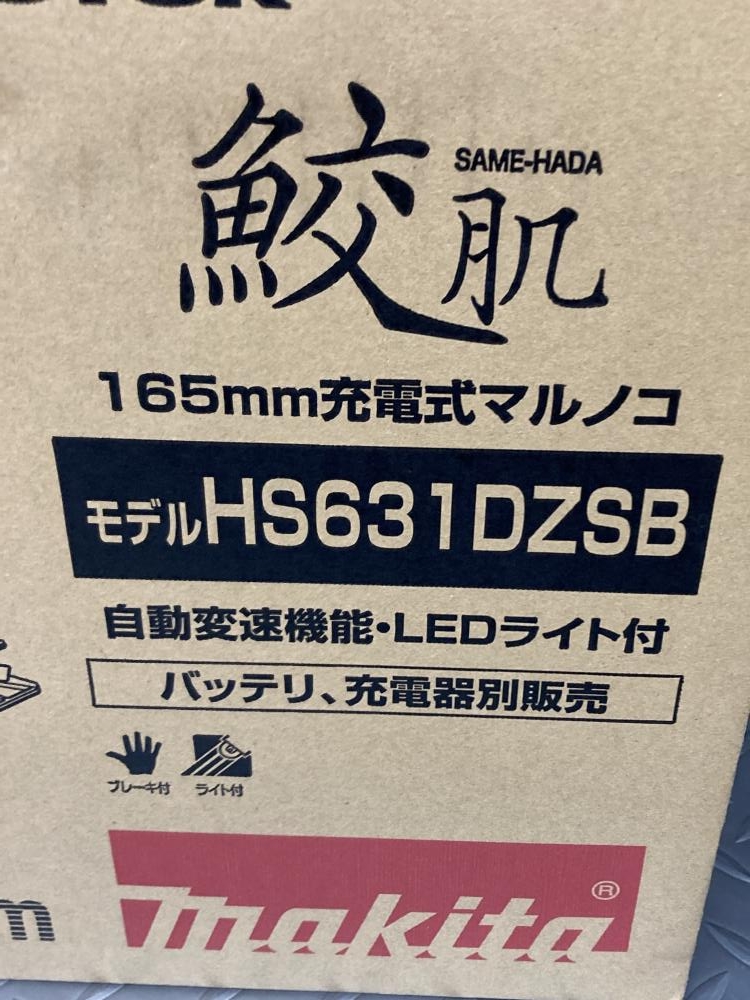 鮫肌
SAME-HADA
165mm充電式マルノコ
モデルHS631DZSB
自動変速機能・LEDライト付
バッテリ、充電器別販売
ブレーキ付 ライト付
makita®